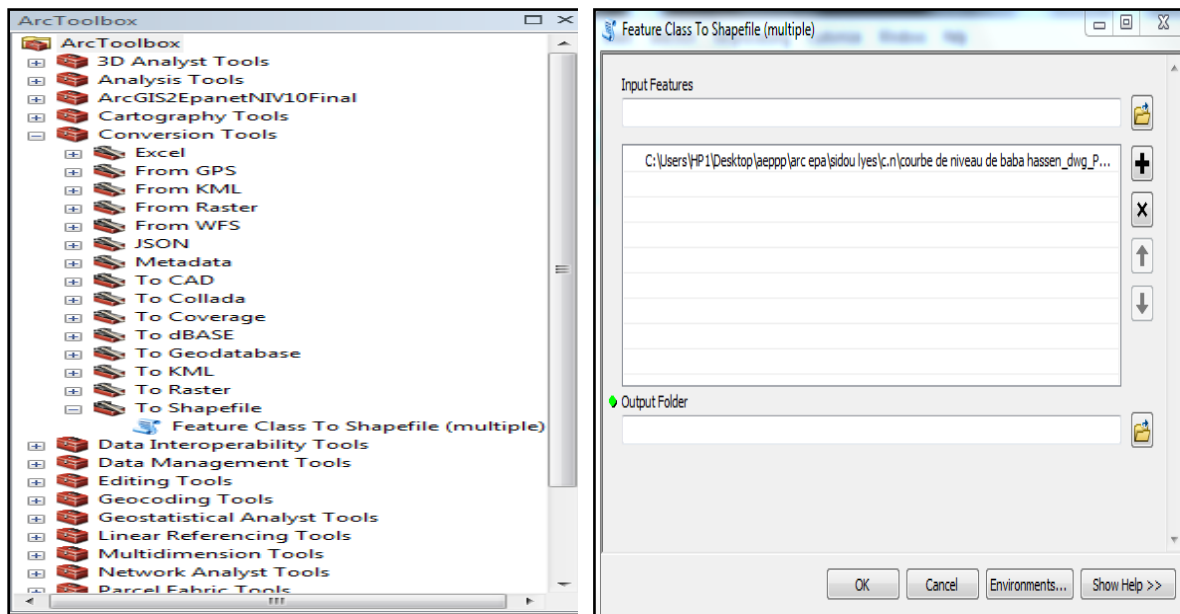 ArcToolbox
ArcToolbox
3D Analyst Tools
Analysis Tools
ArcGIS2EpanetNIV10Final
Cartography Tools
Conversion Tools
Excel
From GPS
From KML
From Raster
From WFS
JSON
Metadata
To CAD
To Collada
To Coverage
To dBASE
To Geodatabase
To KML
To Raster
To Shapefile
Feature Class To Shapefile (multiple)
Data Interoperability Tools
Data Management Tools
Editing Tools
Geocoding Tools
Geostatistical Analyst Tools
Linear Referencing Tools
Multidimension Tools
Network Analyst Tools
Parcel Fabric Tools
Feature Class To Shapefile (multiple)
Input Features
C:\Users\HP1\Desktop\aeppp\arc epa\sidou lyes\c.n\courbe de niveau de baba hassen_dwg_P...
Output Folder
OK
Cancel
Environments...
Show Help >>